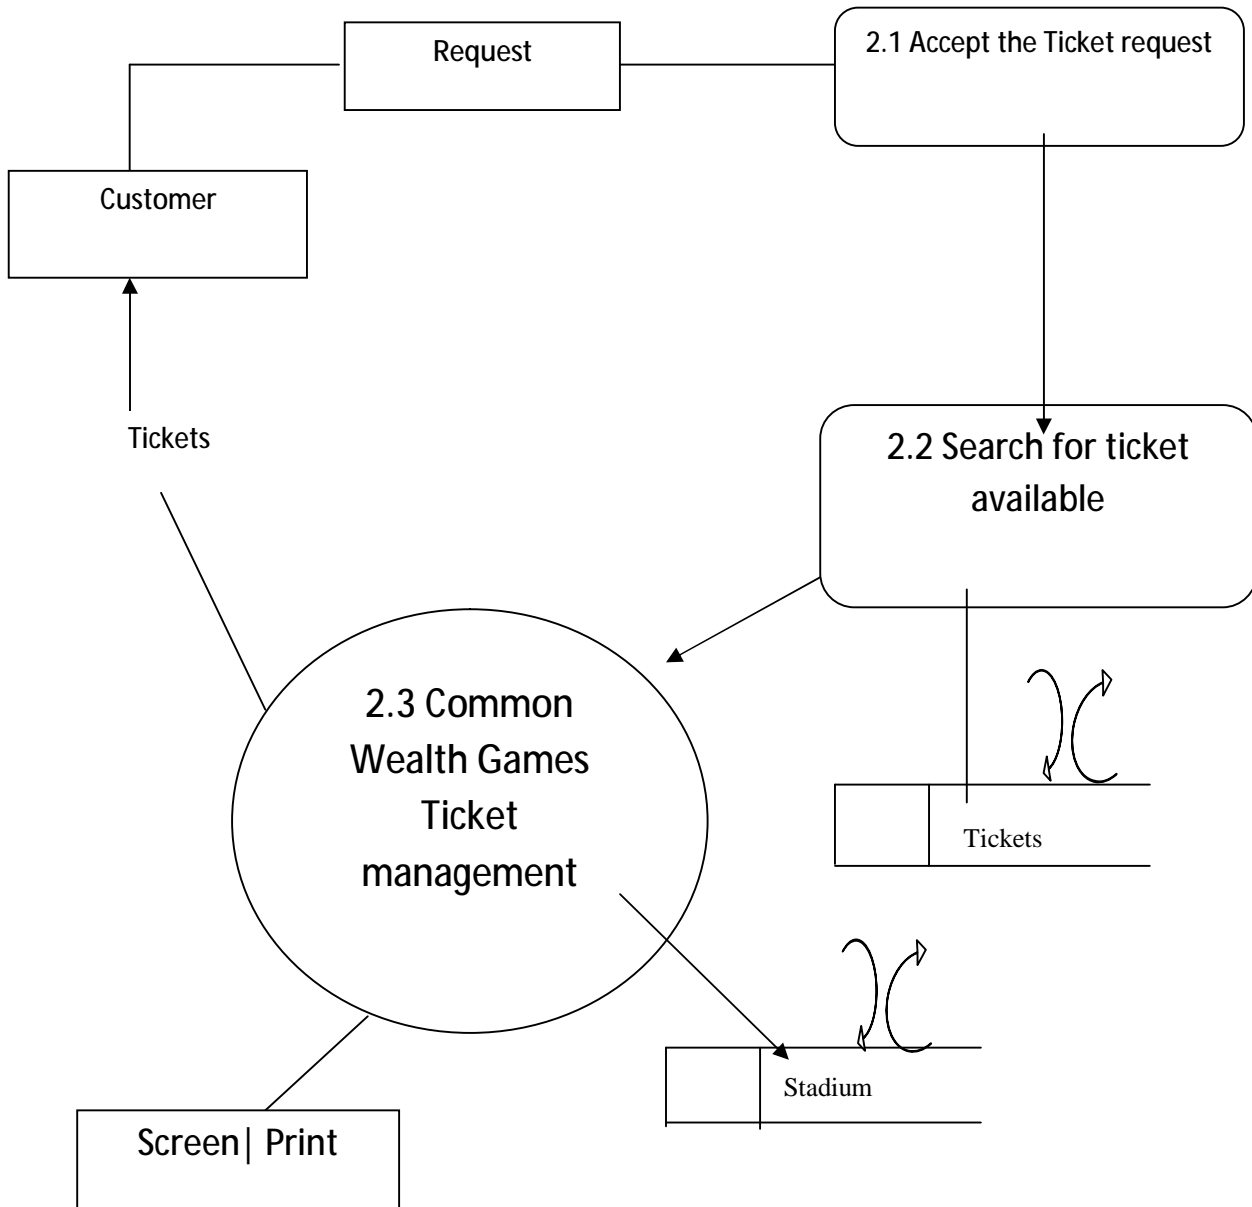 Request
2.1 Accept the Ticket request
Customer
Tickets
2.2 Search for ticket
available
2.3 Common
Wealth Games
Ticket
management
Tickets
Stadium
Screen| Print